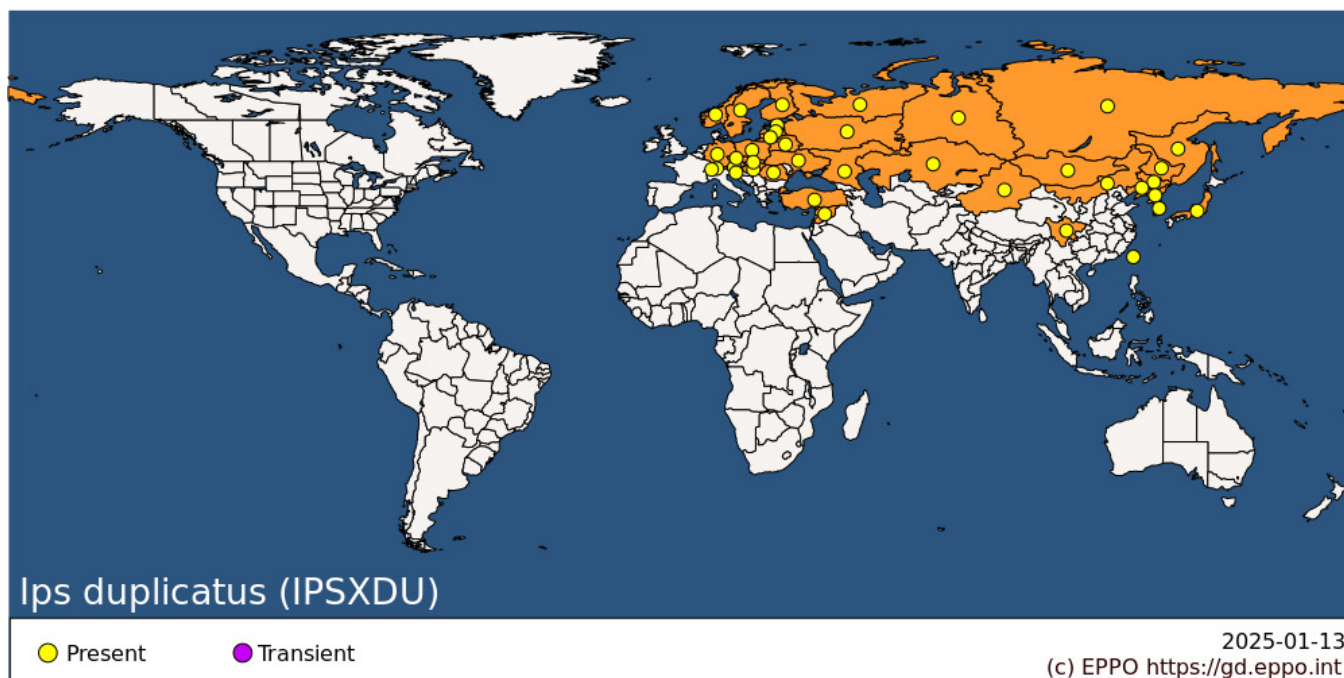 Ips duplicatus (IPSXDU)
Present
Transient
2025-01-13
(c) EPPO https://gd.eppo.int